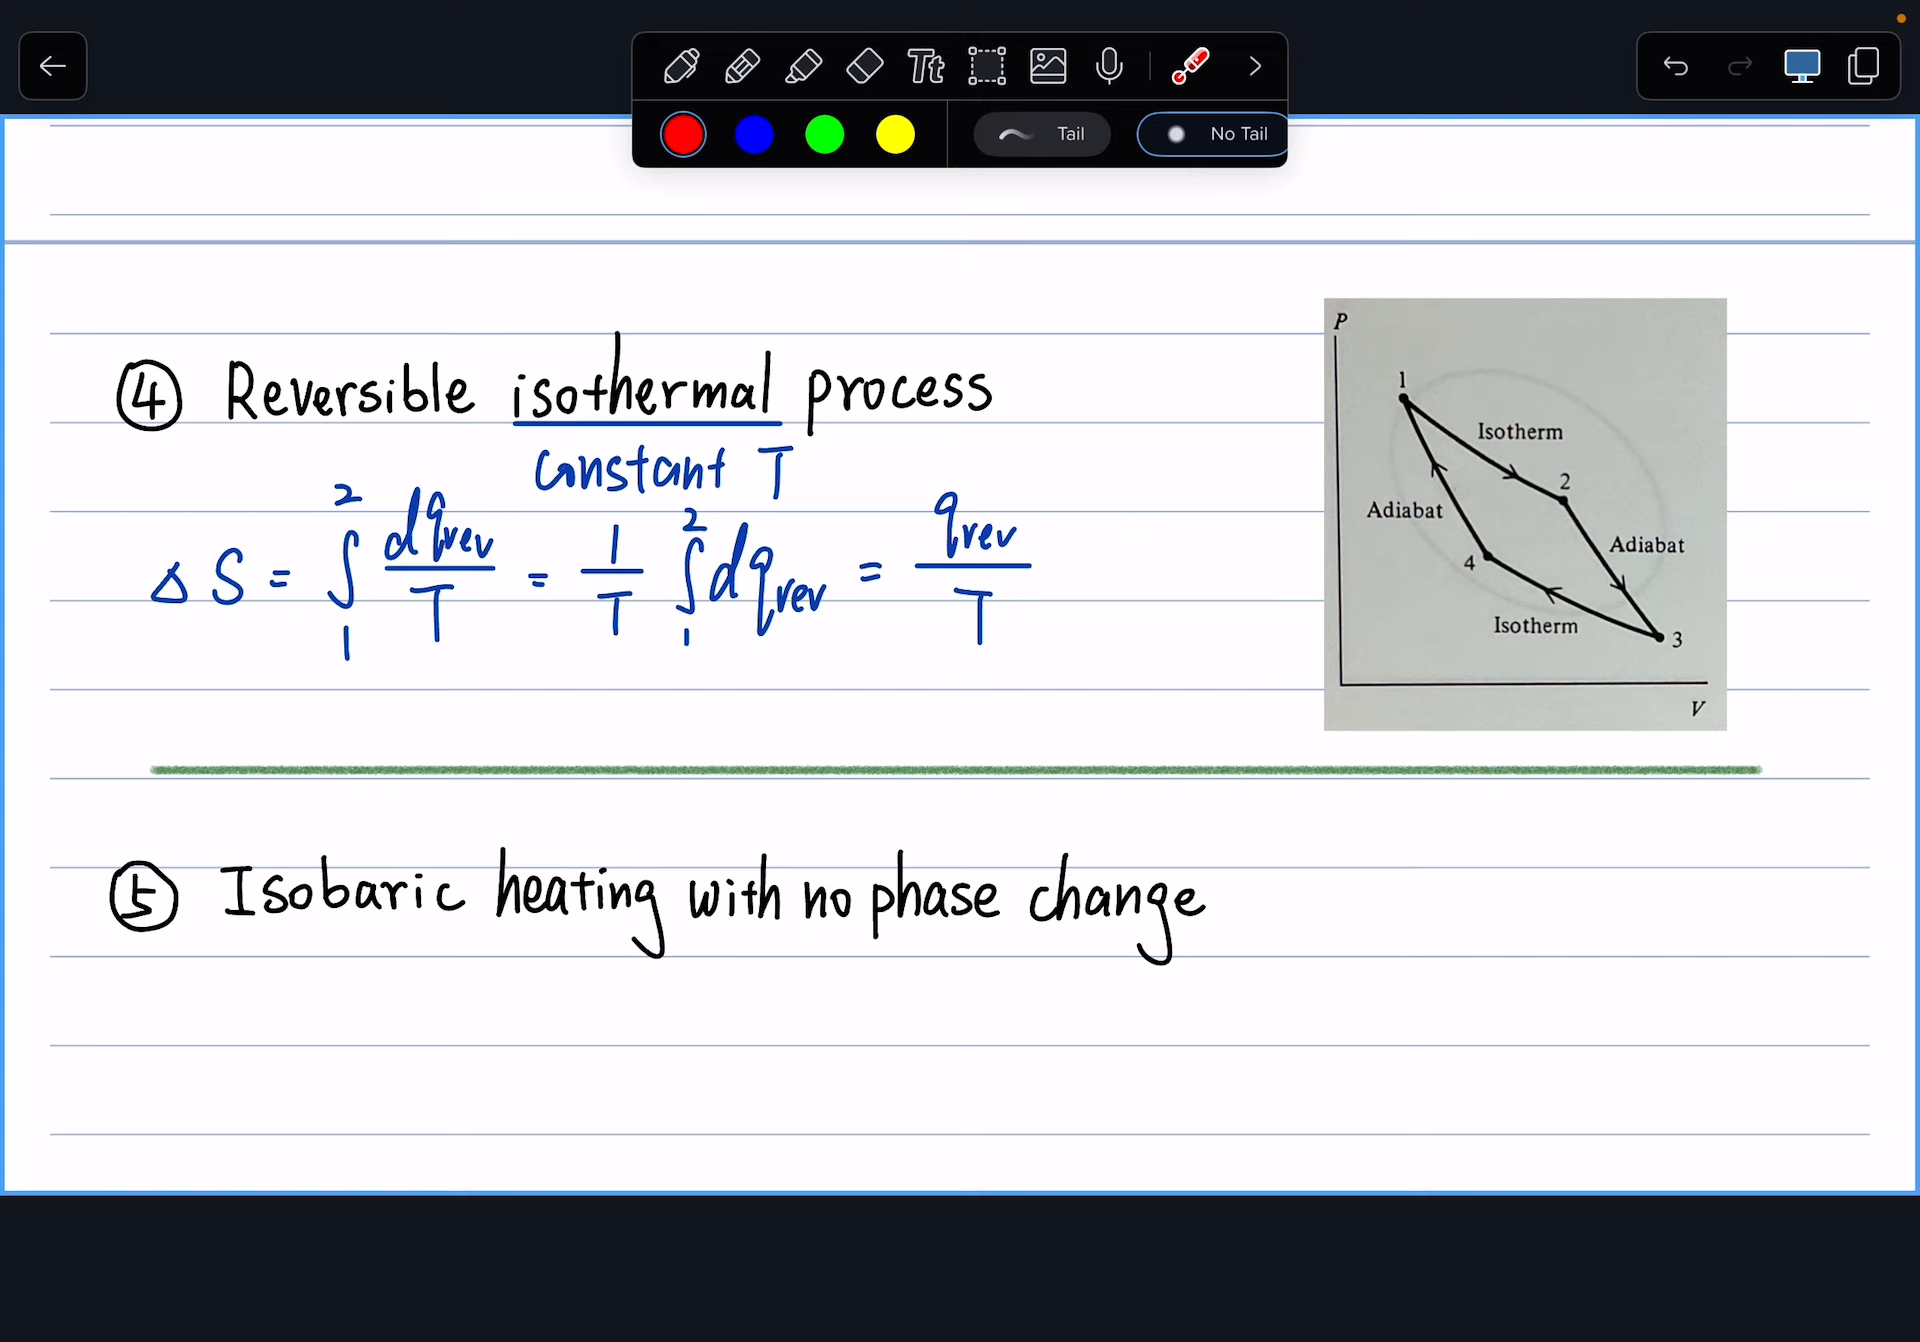 Tt
Tail
No Tail
④ Reversible isothermal process
constant T
ΔS = ∫₁² dq_rev / T = 1/T ∫₁² dq_rev = q_rev / T
P
1
Isotherm
2
Adiabat
Adiabat
4
Isotherm
3
V
⑤ Isobaric heating with no phase change